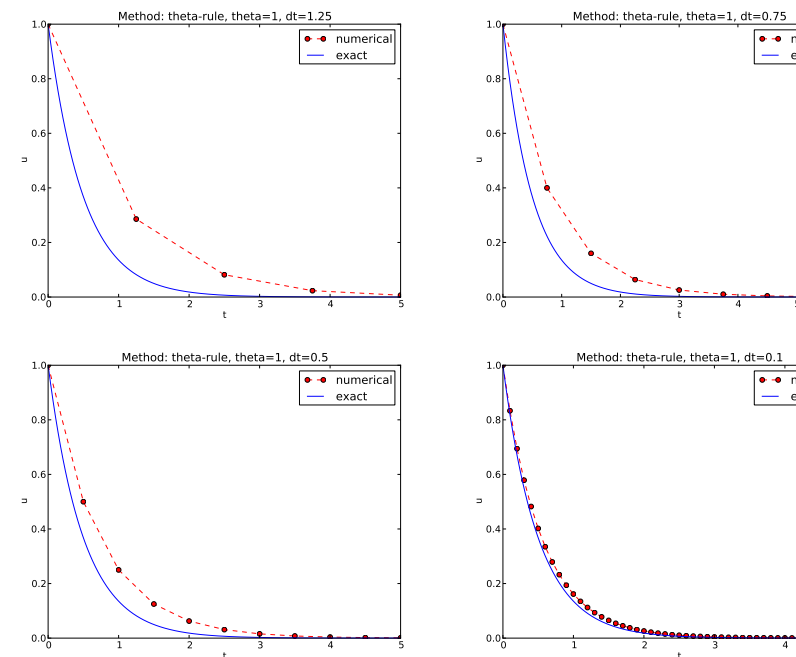 Method: theta-rule, theta=1, dt=1.25
numerical
exact
1.0
0.8
0.6
0.4
0.2
0.0
u
0 1 2 3 4 5
t
Method: theta-rule, theta=1, dt=0.75
1.0
0.8
0.6
0.4
0.2
0.0
u
0 1 2 3 4
t
Method: theta-rule, theta=1, dt=0.5
numerical
exact
1.0
0.8
0.6
0.4
0.2
0.0
u
0 1 2 3 4 5
t
Method: theta-rule, theta=1, dt=0.1
1.0
0.8
0.6
0.4
0.2
0.0
u
0 1 2 3 4
t